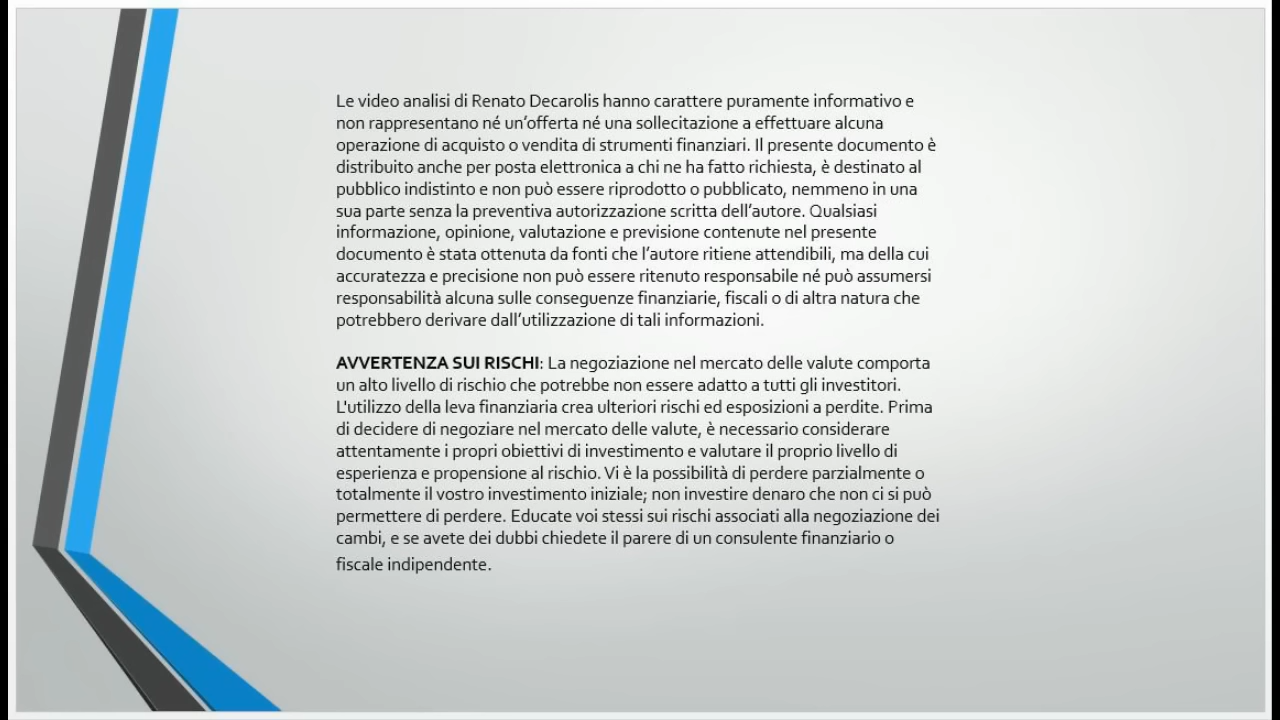 Le video analisi di Renato Decarolis hanno carattere puramente informativo e
non rappresentano né un’offerta né una sollecitazione a effettuare alcuna
operazione di acquisto o vendita di strumenti finanziari. Il presente documento è
distribuito anche per posta elettronica a chi ne ha fatto richiesta, è destinato al
pubblico indistinto e non può essere riprodotto o pubblicato, nemmeno in una
sua parte senza la preventiva autorizzazione scritta dell’autore. Qualsiasi
informazione, opinione, valutazione e previsione contenute nel presente
documento è stata ottenuta da fonti che l’autore ritiene attendibili, ma della cui
accuratezza e precisione non può essere ritenuto responsabile né può assumersi
responsabilità alcuna sulle conseguenze finanziarie, fiscali o di altra natura che
potrebbero derivare dall’utilizzazione di tali informazioni.
AVVERTENZA SUI RISCHI: La negoziazione nel mercato delle valute comporta
un alto livello di rischio che potrebbe non essere adatto a tutti gli investitori.
L'utilizzo della leva finanziaria crea ulteriori rischi ed esposizioni a perdite. Prima
di decidere di negoziare nel mercato delle valute, è necessario considerare
attentamente i propri obiettivi di investimento e valutare il proprio livello di
esperienza e propensione al rischio. Vi è la possibilità di perdere parzialmente o
totalmente il vostro investimento iniziale; non investire denaro che non ci si può
permettere di perdere. Educate voi stessi sui rischi associati alla negoziazione dei
cambi, e se avete dei dubbi chiedete il parere di un consulente finanziario o
fiscale indipendente.